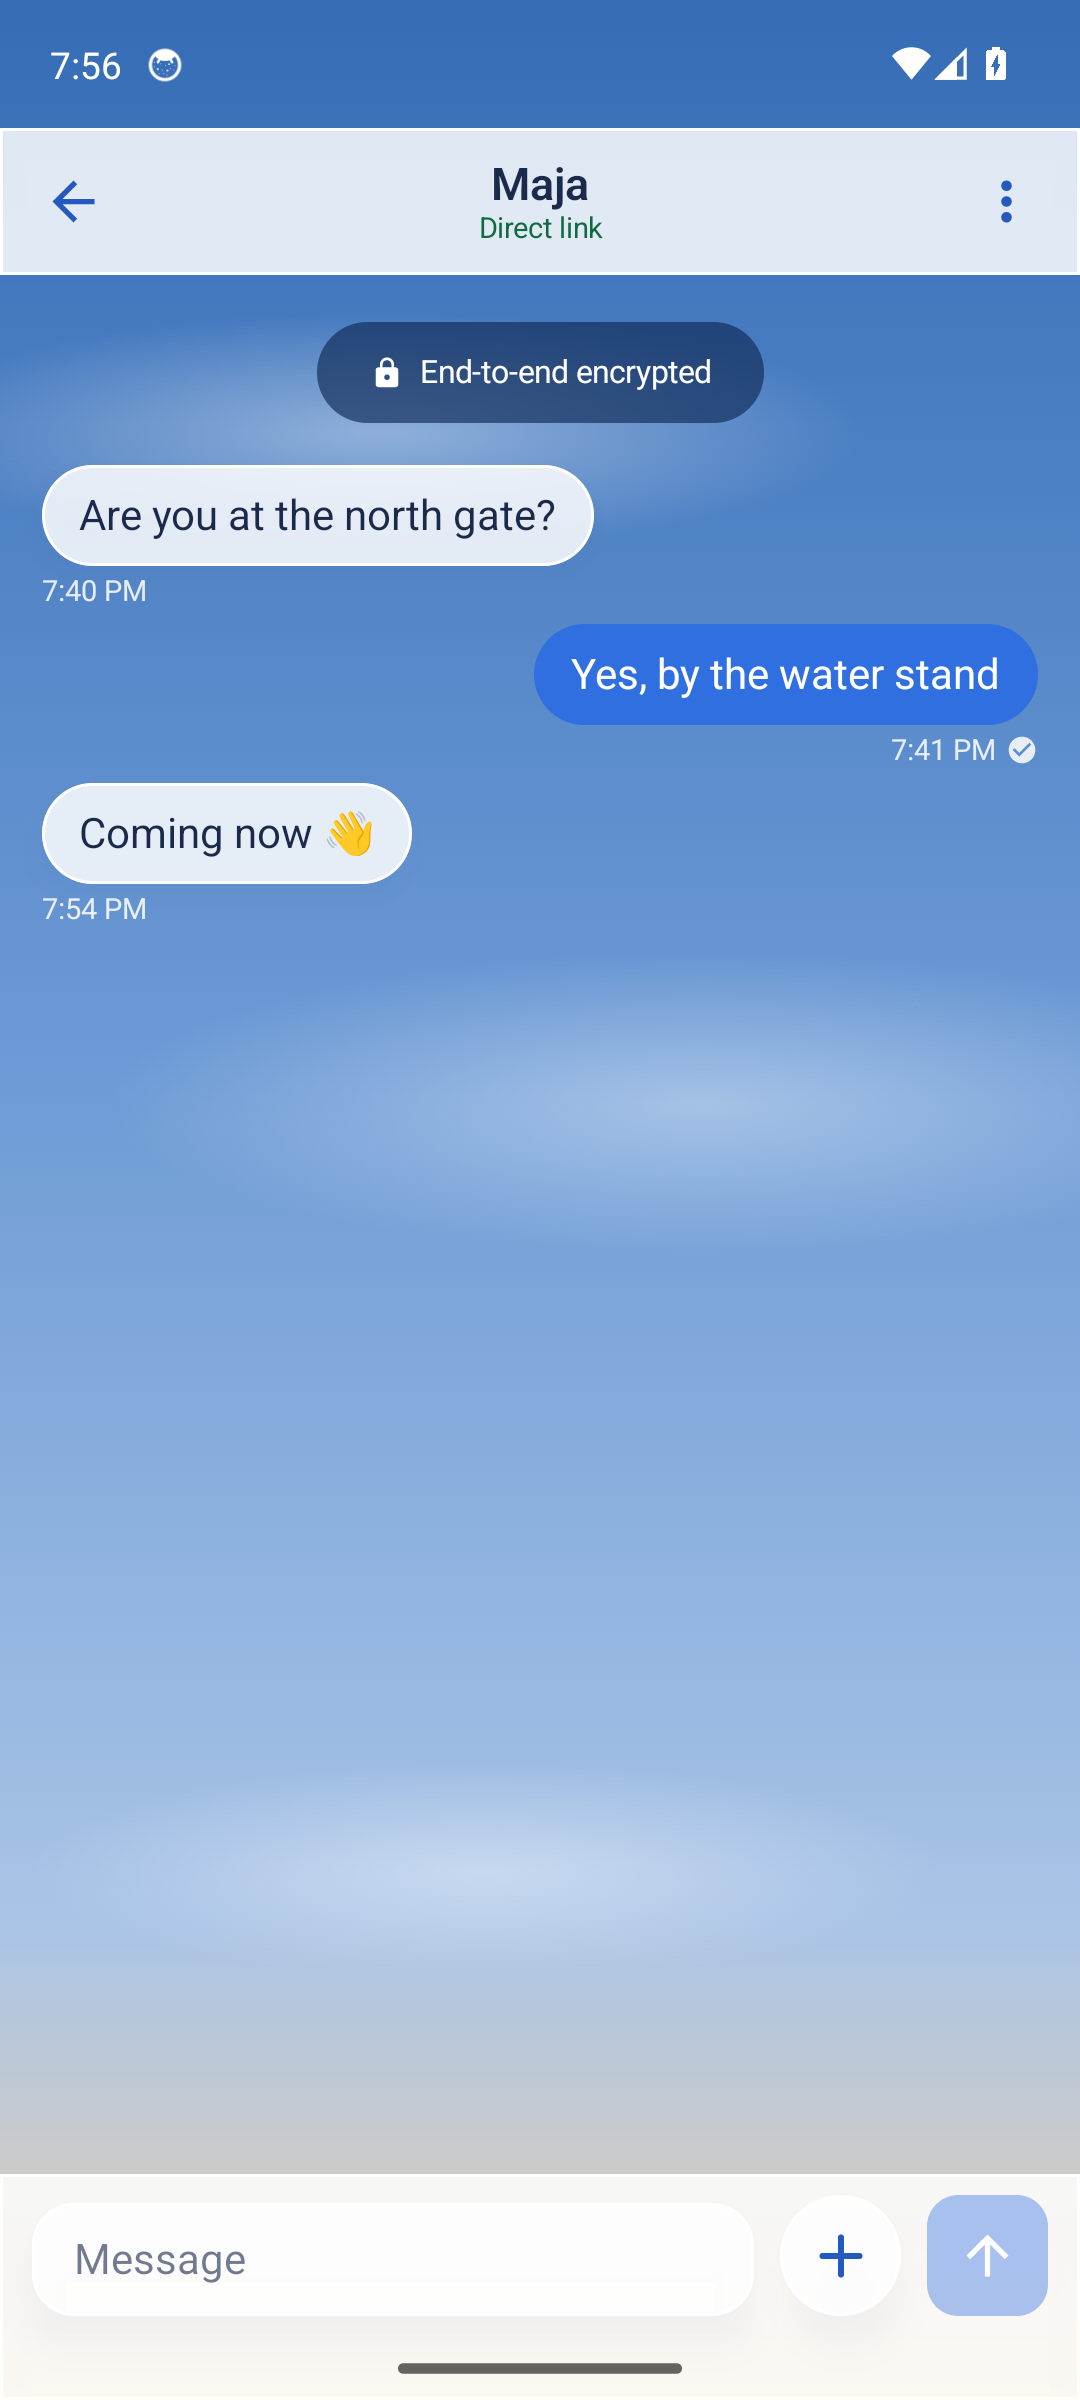 7:56
Maja
Direct link
End-to-end encrypted
Are you at the north gate?
7:40 PM
Yes, by the water stand
7:41 PM
Coming now 👋
7:54 PM
Message